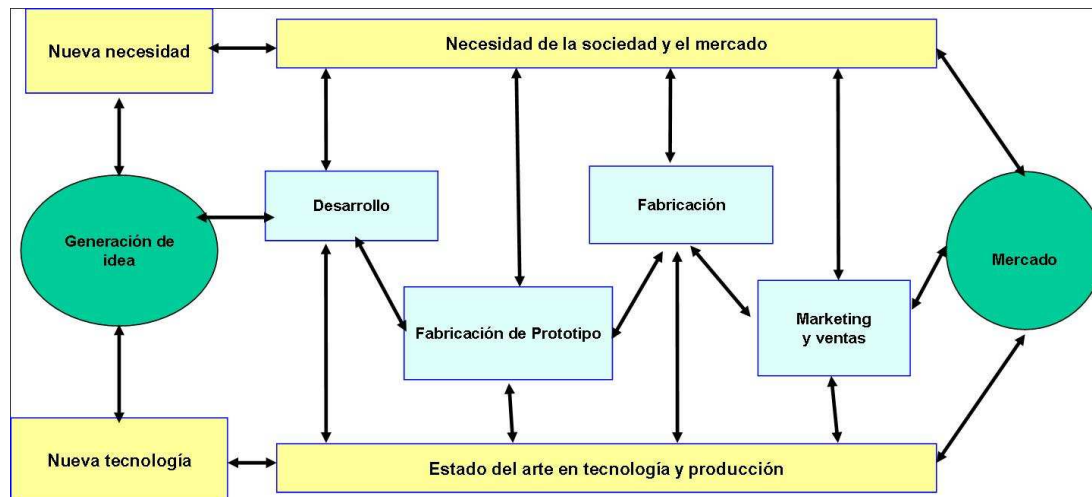 Nueva necesidad
Necesidad de la sociedad y el mercado
Desarrollo
Fabricación
Generación de
idea
Mercado
Fabricación de Prototipo
Marketing
y ventas
Nueva tecnología
Estado del arte en tecnología y producción